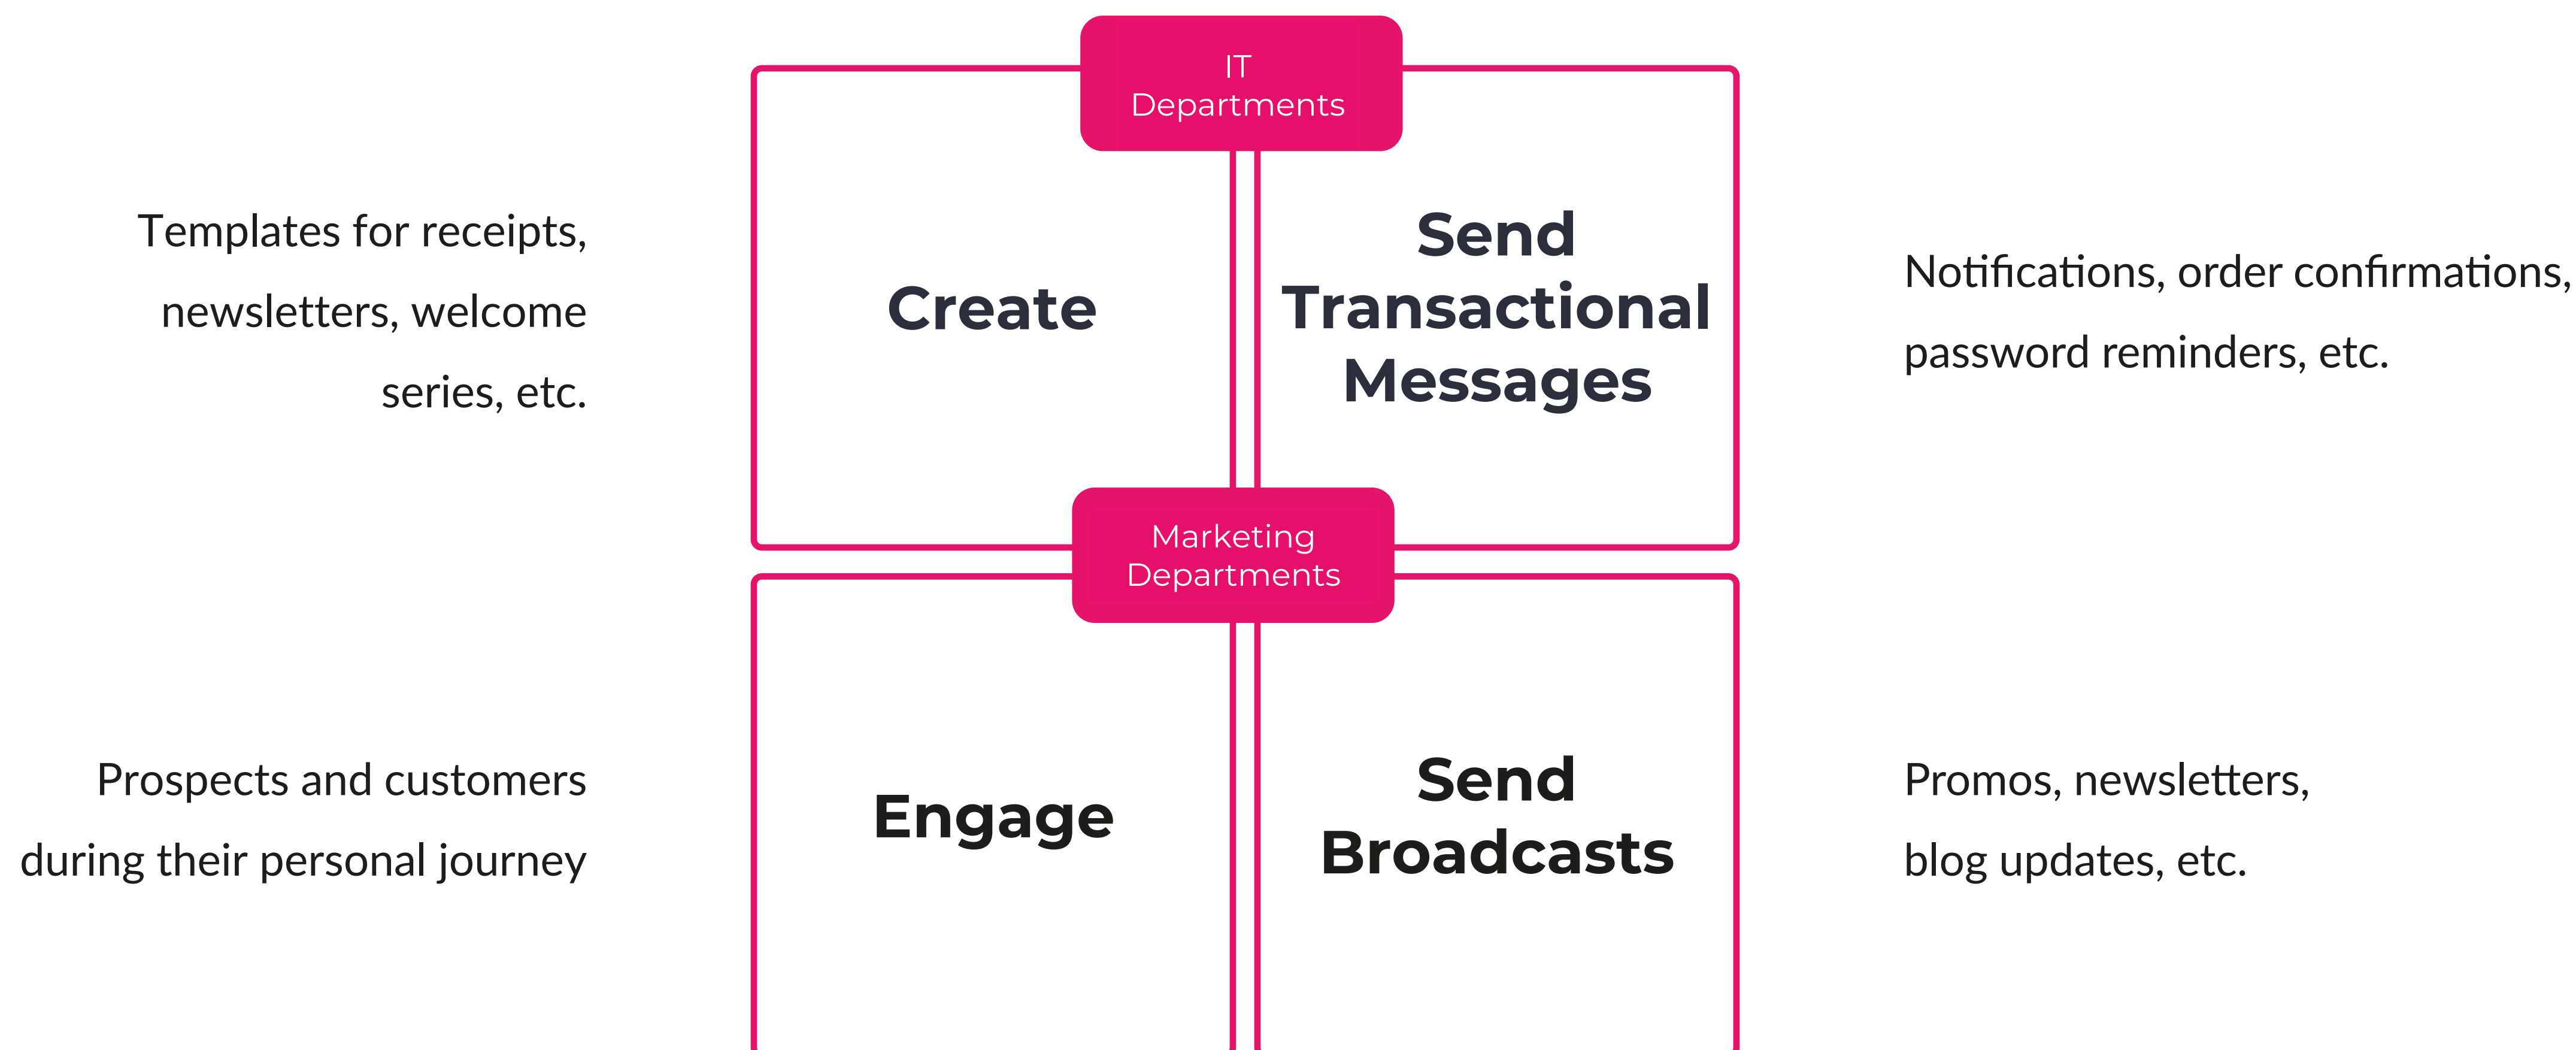 IT
Departments
Templates for receipts,
newsletters, welcome
series, etc.
Create
Send
Transactional
Messages
Notifications, order confirmations,
password reminders, etc.
Marketing
Departments
Prospects and customers
during their personal journey
Engage
Send
Broadcasts
Promos, newsletters,
blog updates, etc.